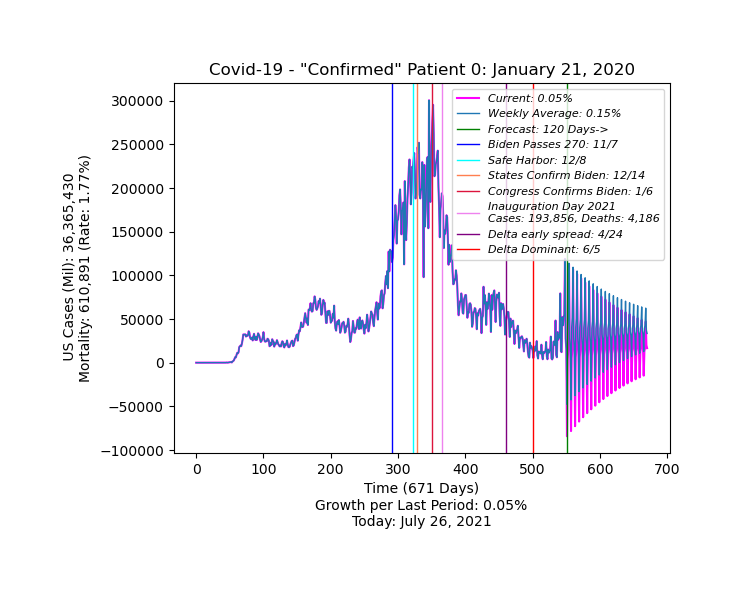 Covid-19 - "Confirmed" Patient 0: January 21, 2020
US Cases (Mil): 36,365,430
Mortality: 610,891 (Rate: 1.77%)
300000
250000
200000
150000
100000
50000
0
−50000
−100000
Current: 0.05%
Weekly Average: 0.15%
Forecast: 120 Days->
Biden Passes 270: 11/7
Safe Harbor: 12/8
States Confirm Biden: 12/14
Congress Confirms Biden: 1/6
Inauguration Day 2021
Cases: 193,856, Deaths: 4,186
Delta early spread: 4/24
Delta Dominant: 6/5
0 100 200 300 400 500 600 700
Time (671 Days)
Growth per Last Period: 0.05%
Today: July 26, 2021